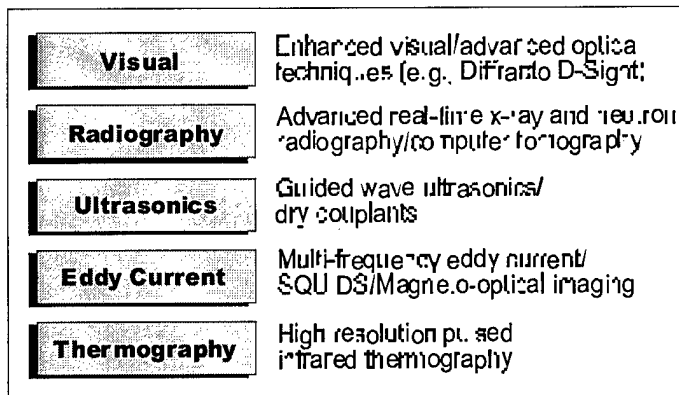 Visual
Enhanced visual/advanced optical
techniques (e.g., Diffracto D-Sight)
Radiography
Advanced real-time x-ray and neutron
radiography/computer tomography
Ultrasonics
Guided wave ultrasonics/
dry couplants
Eddy Current
Multi-frequency eddy current/
SQUIDS/Magneto-optical imaging
Thermography
High resolution pulsed
infrared thermography